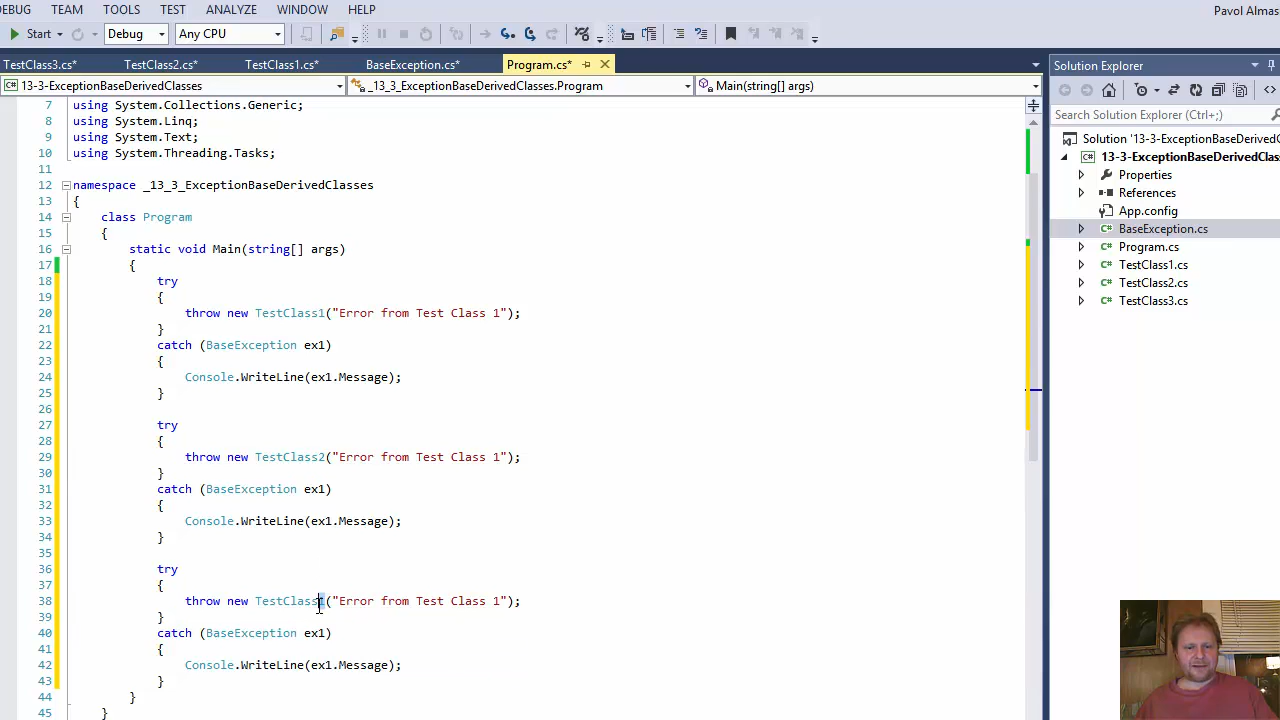 DEBUG TEAM TOOLS TEST ANALYZE WINDOW HELP
Pavol Almas
Start Debug Any CPU
TestClass3.cs* TestClass2.cs* TestClass1.cs* BaseException.cs* Program.cs*
13-3-ExceptionBaseDerivedClasses _13_3_ExceptionBaseDerivedClasses.Program Main(string[] args)
7 using System.Collections.Generic;
8 using System.Linq;
9 using System.Text;
10 using System.Threading.Tasks;
11
12 namespace _13_3_ExceptionBaseDerivedClasses
13 {
14 class Program
15 {
16 static void Main(string[] args)
17 {
18 try
19 {
20 throw new TestClass1("Error from Test Class 1");
21 }
22 catch (BaseException ex1)
23 {
24 Console.WriteLine(ex1.Message);
25 }
26
27 try
28 {
29 throw new TestClass2("Error from Test Class 1");
30 }
31 catch (BaseException ex1)
32 {
33 Console.WriteLine(ex1.Message);
34 }
35
36 try
37 {
38 throw new TestClass1("Error from Test Class 1");
39 }
40 catch (BaseException ex1)
41 {
42 Console.WriteLine(ex1.Message);
43 }
44 }
45 }
Solution Explorer
Search Solution Explorer (Ctrl+;)
Solution '13-3-ExceptionBaseDerived
13-3-ExceptionBaseDerivedClas
Properties
References
App.config
BaseException.cs
Program.cs
TestClass1.cs
TestClass2.cs
TestClass3.cs